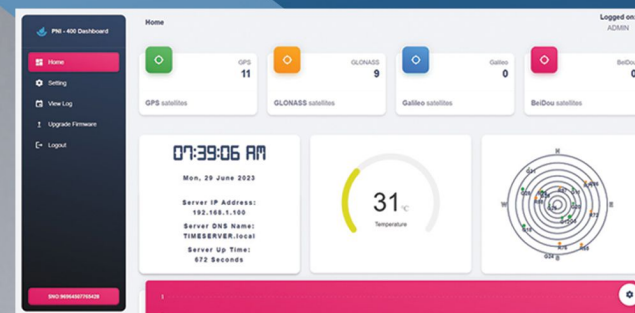 PNI - 400 Dashboard
Home
Setting
View Log
Upgrade Firmware
Logout
Home
Logged on:
ADMIN
GPS
11
GPS satellites
GLONASS
9
GLONASS satellites
Galileo
0
Galileo satellites
BeiDou
0
BeiDou satellites
07:39:06 AM
Mon, 29 June 2023
Server IP Address:
192.168.1.100
Server DNS Name:
TIMESERVER.local
Server Up Time:
672 Seconds
31 °C
Temperature
N
W